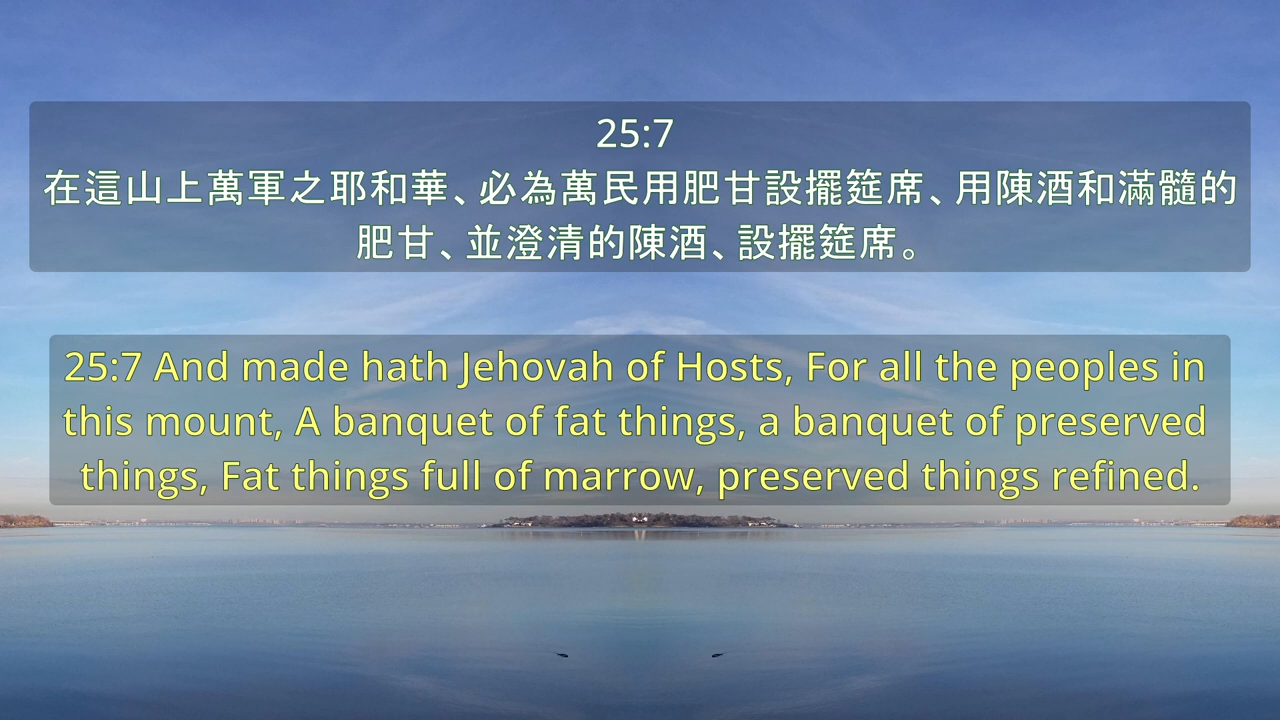 25:7
在這山上萬軍之耶和華、必為萬民用肥甘設擺筵席、用陳酒和滿髓的
肥甘、並澄清的陳酒、設擺筵席。
25:7 And made hath Jehovah of Hosts, For all the peoples in
this mount, A banquet of fat things, a banquet of preserved
things, Fat things full of marrow, preserved things refined.